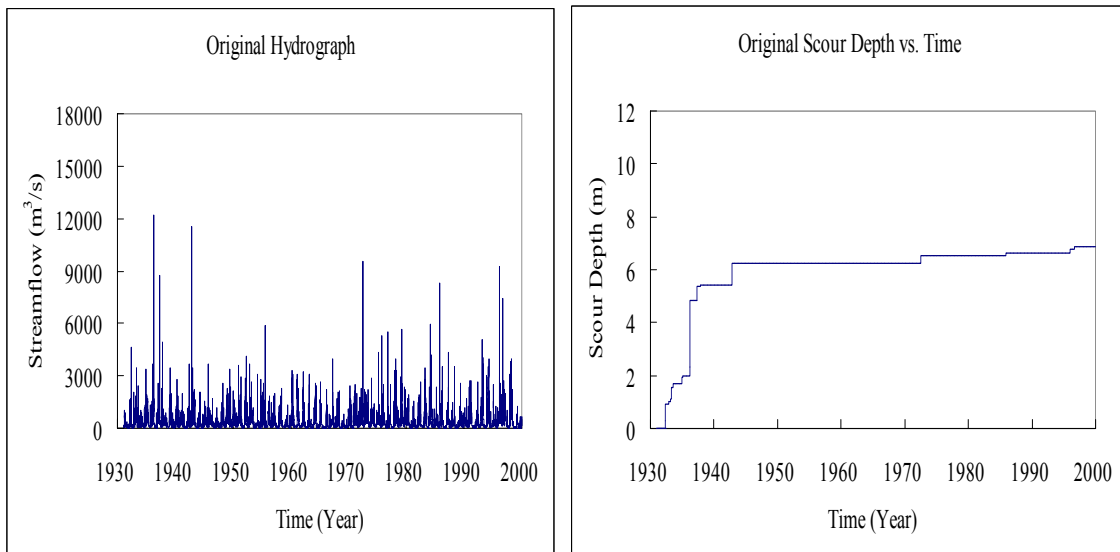 Original Hydrograph
18000
15000
12000
9000
6000
3000
0
Streamflow (m³/s)
1930 1940 1950 1960 1970 1980 1990 2000
Time (Year)
Original Scour Depth vs. Time
12
10
8
6
4
2
0
Scour Depth (m)
1930 1940 1950 1960 1970 1980 1990 2000
Time (Year)